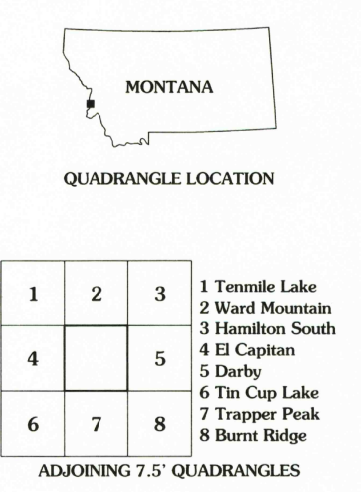 MONTANA
QUADRANGLE LOCATION
1 2 3
4 5
6 7 8
1 Tenmile Lake
2 Ward Mountain
3 Hamilton South
4 El Capitan
5 Darby
6 Tin Cup Lake
7 Trapper Peak
8 Burnt Ridge
ADJOINING 7.5' QUADRANGLES